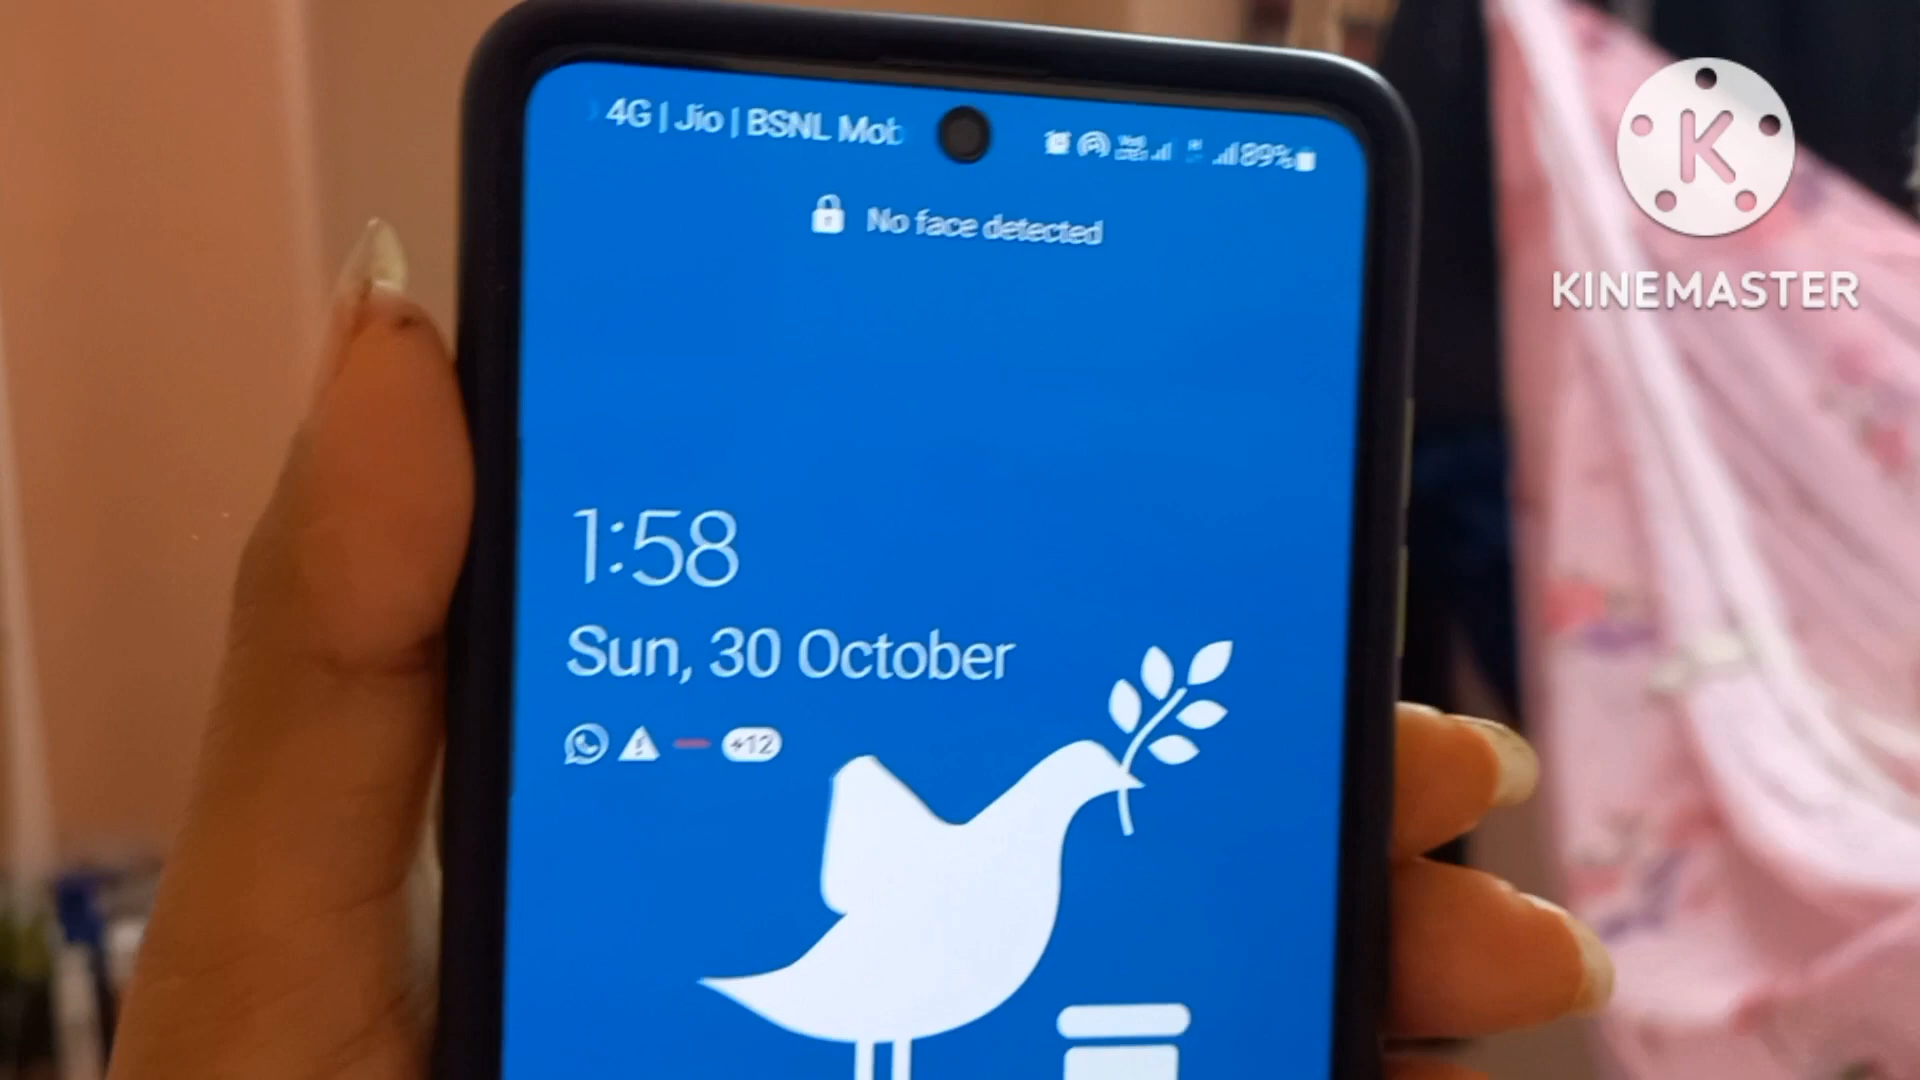 4G | Jio | BSNL Mob
89%
No face detected
K
KINEMASTER
1:58
Sun, 30 October
+12